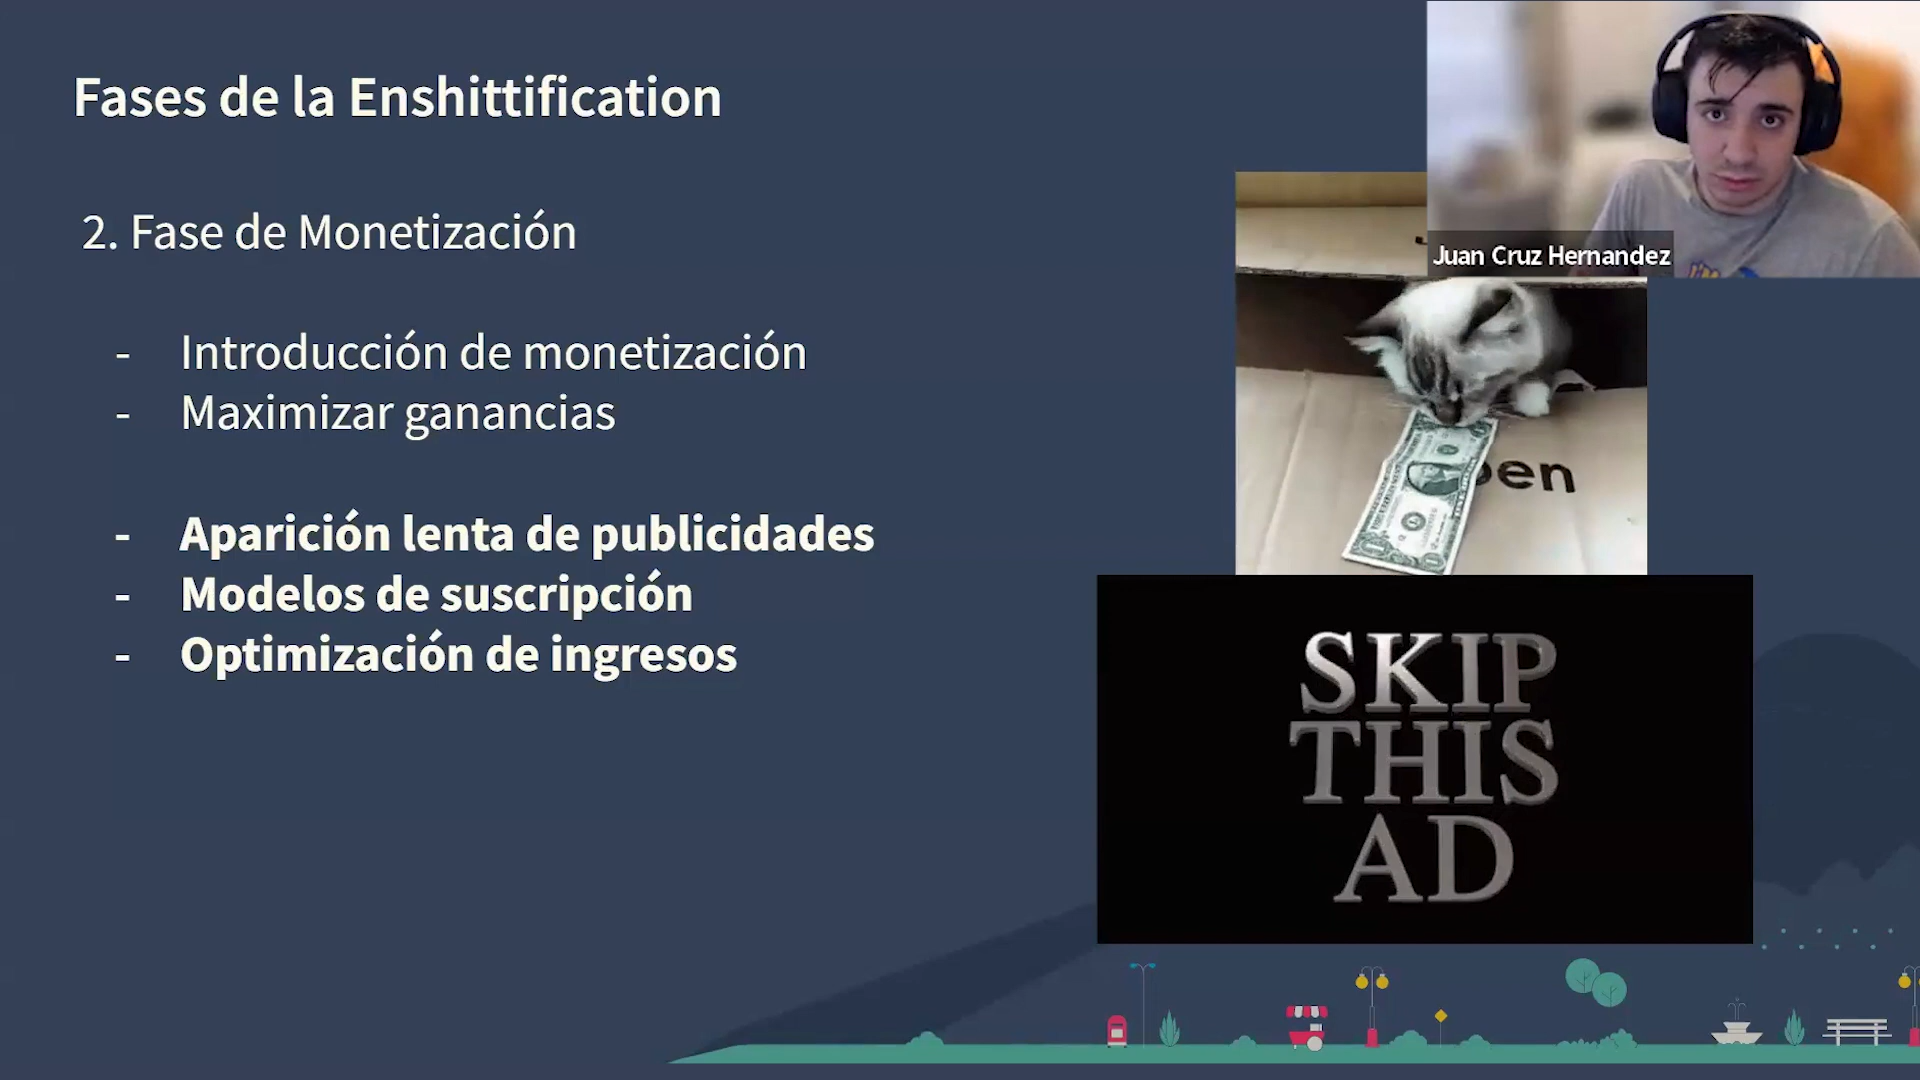 Fases de la Enshittification
2. Fase de Monetización
- Introducción de monetización
- Maximizar ganancias
- Aparición lenta de publicidades
- Modelos de suscripción
- Optimización de ingresos
Juan Cruz Hernandez
SKIP
THIS
AD